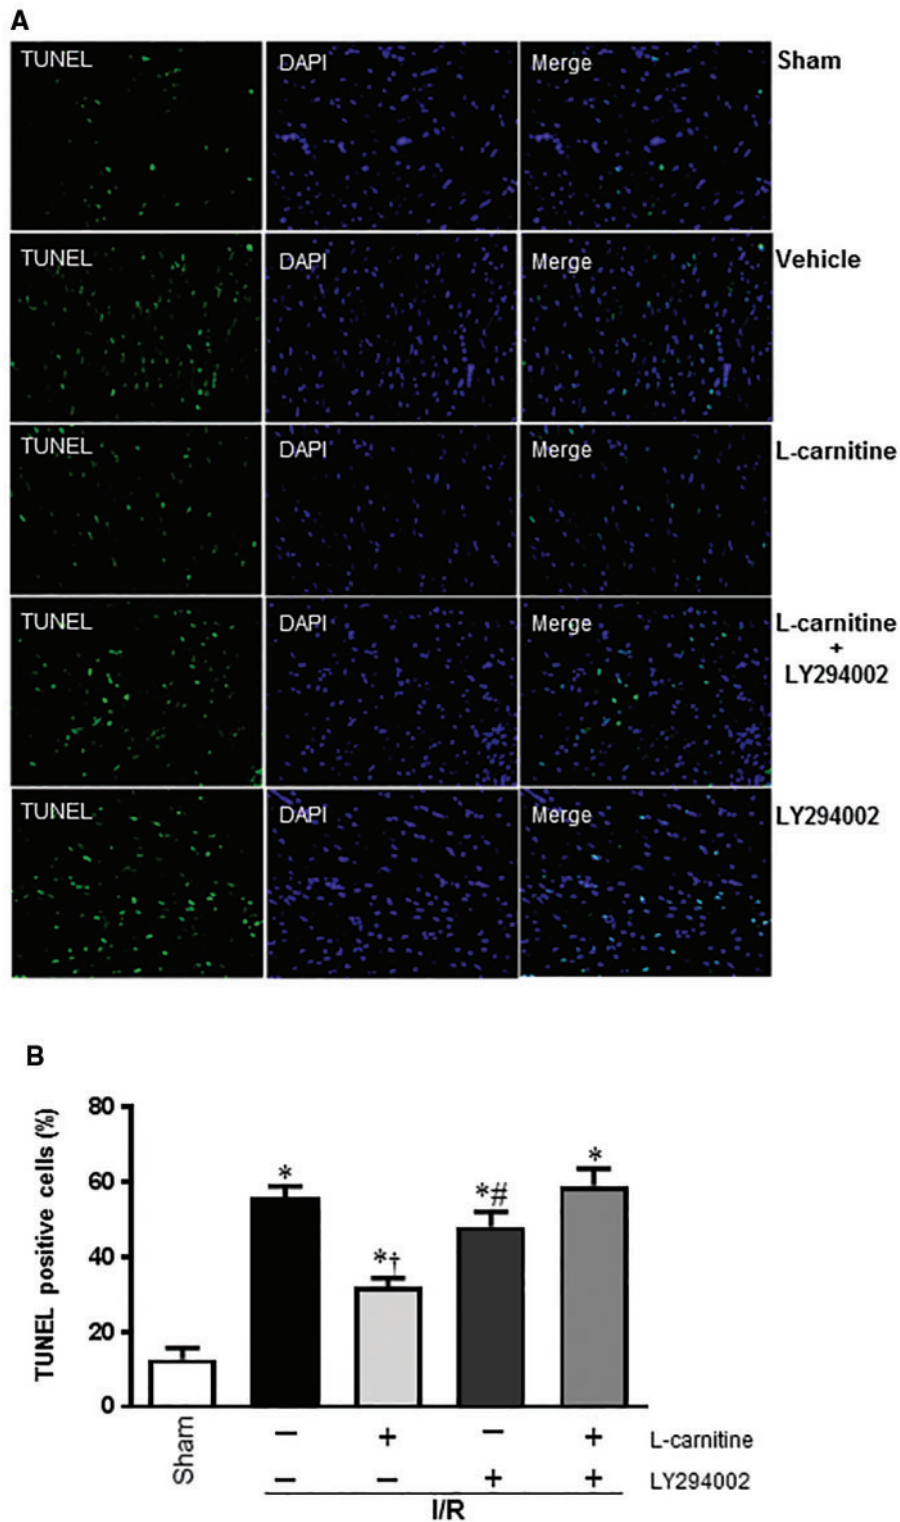 A
TUNEL DAPI Merge Sham
TUNEL DAPI Merge Vehicle
TUNEL DAPI Merge L-carnitine
TUNEL DAPI Merge L-carnitine
+
LY294002
TUNEL DAPI Merge LY294002
B
TUNEL positive cells (%)
80
60
40
20
0
*
*†
*#
*
Sham
− + − + L-carnitine
− − + + LY294002
I/R